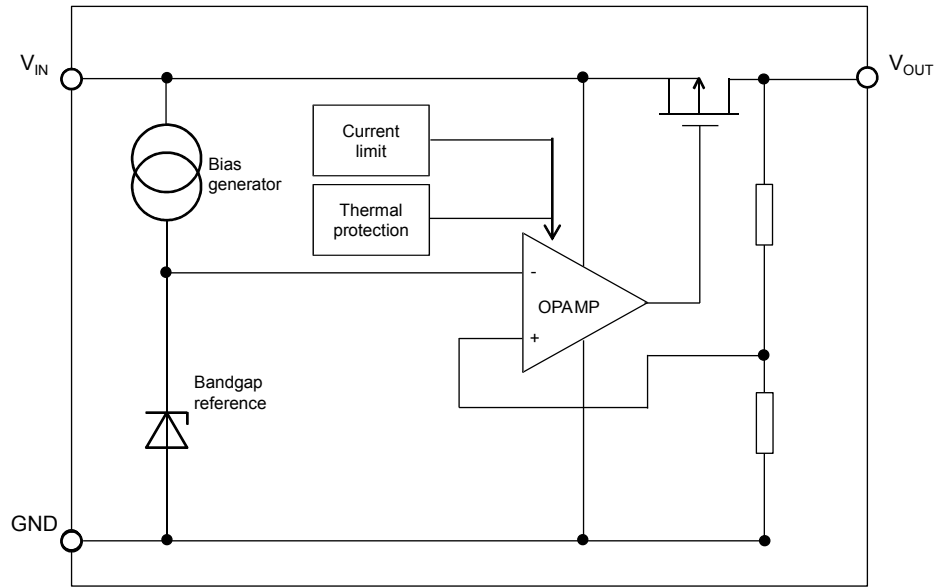 V_IN
V_OUT
Current
limit
Bias
generator
Thermal
protection
-
OPAMP
+
Bandgap
reference
GND